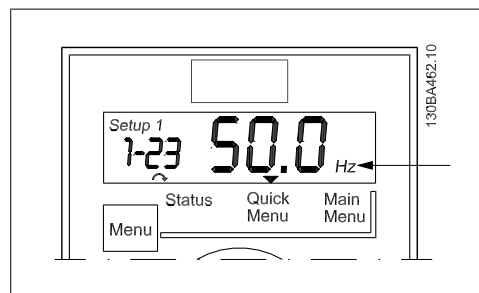 130BA462.10
Setup 1
1-23 50.0 Hz
Status Quick Menu Main Menu
Menu